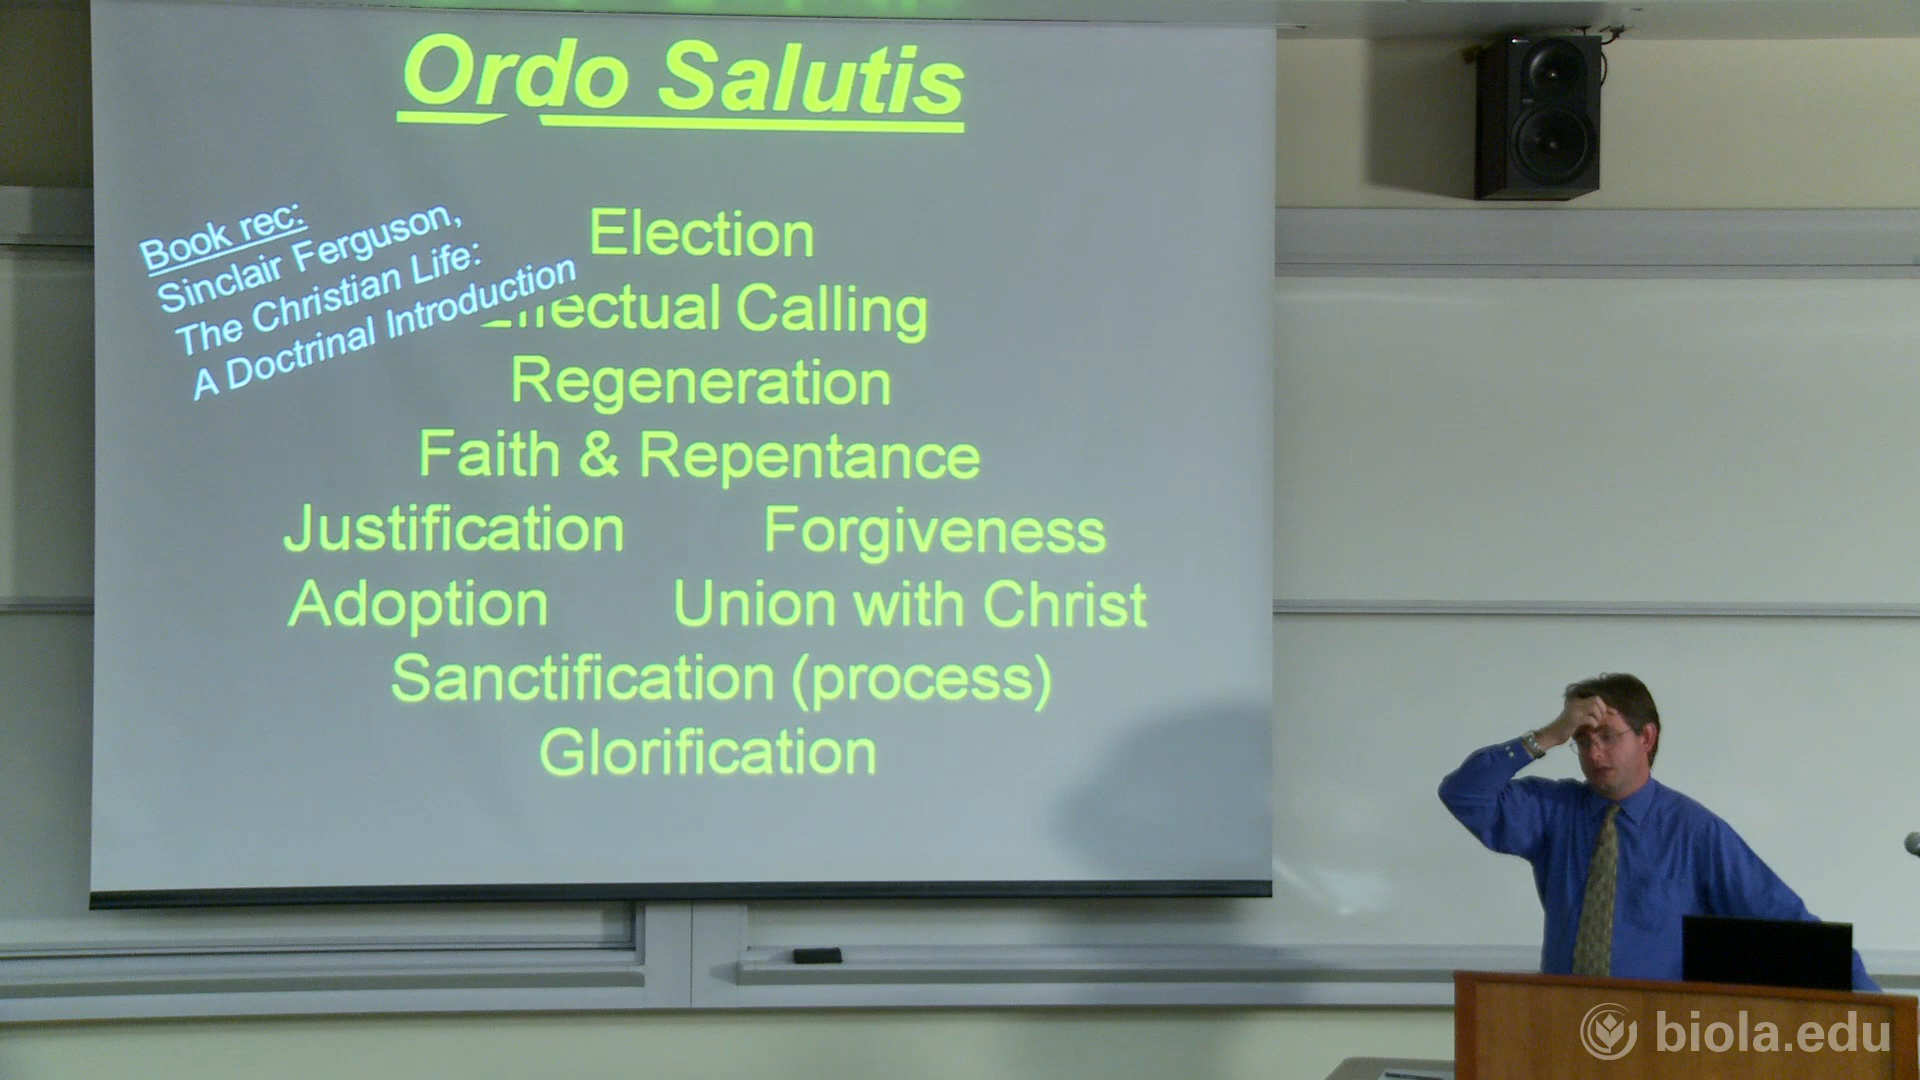 Ordo Salutis
Book rec:
Sinclair Ferguson,
The Christian Life:
A Doctrinal Introduction
Election
Effectual Calling
Regeneration
Faith & Repentance
Justification Forgiveness
Adoption Union with Christ
Sanctification (process)
Glorification
biola.edu